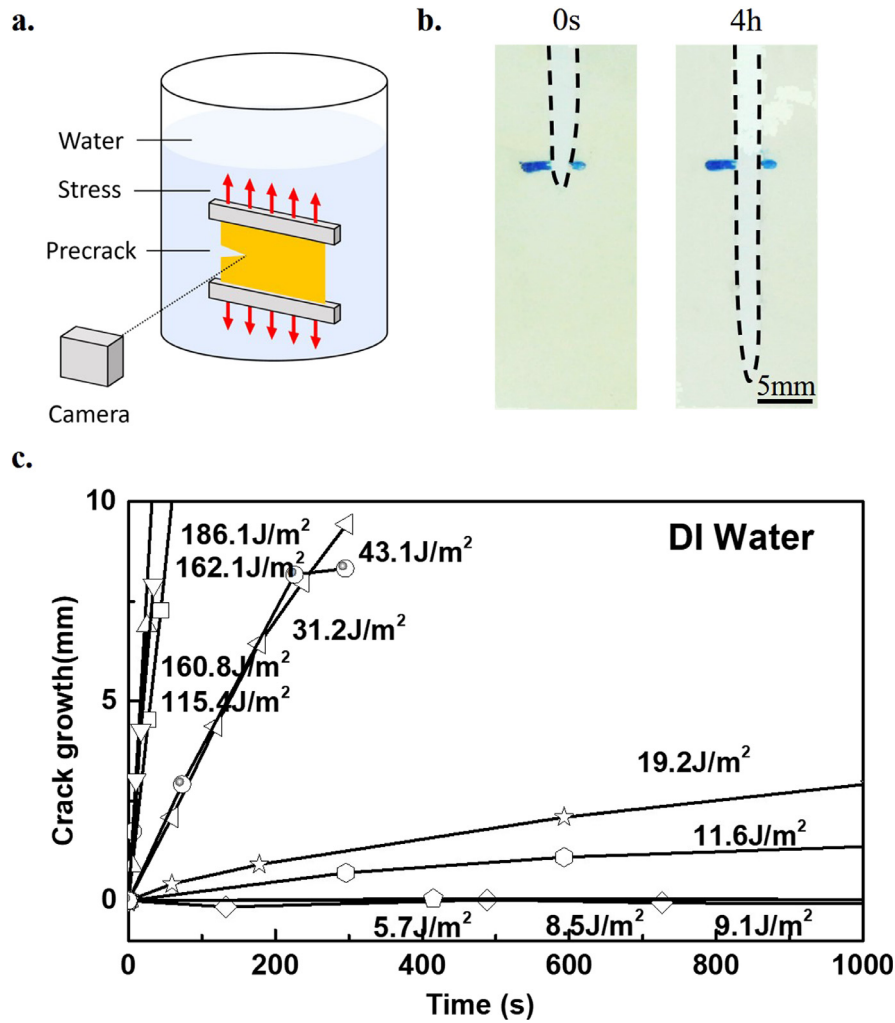 a.
Water
Stress
Precrack
Camera
b.
0s
4h
5mm
c.
Crack growth(mm)
10
5
0
DI Water
186.1J/m²
162.1J/m²
43.1J/m²
31.2J/m²
160.8J/m²
115.4J/m²
19.2J/m²
11.6J/m²
5.7J/m²
8.5J/m²
9.1J/m²
0
200
400
600
800
1000
Time (s)